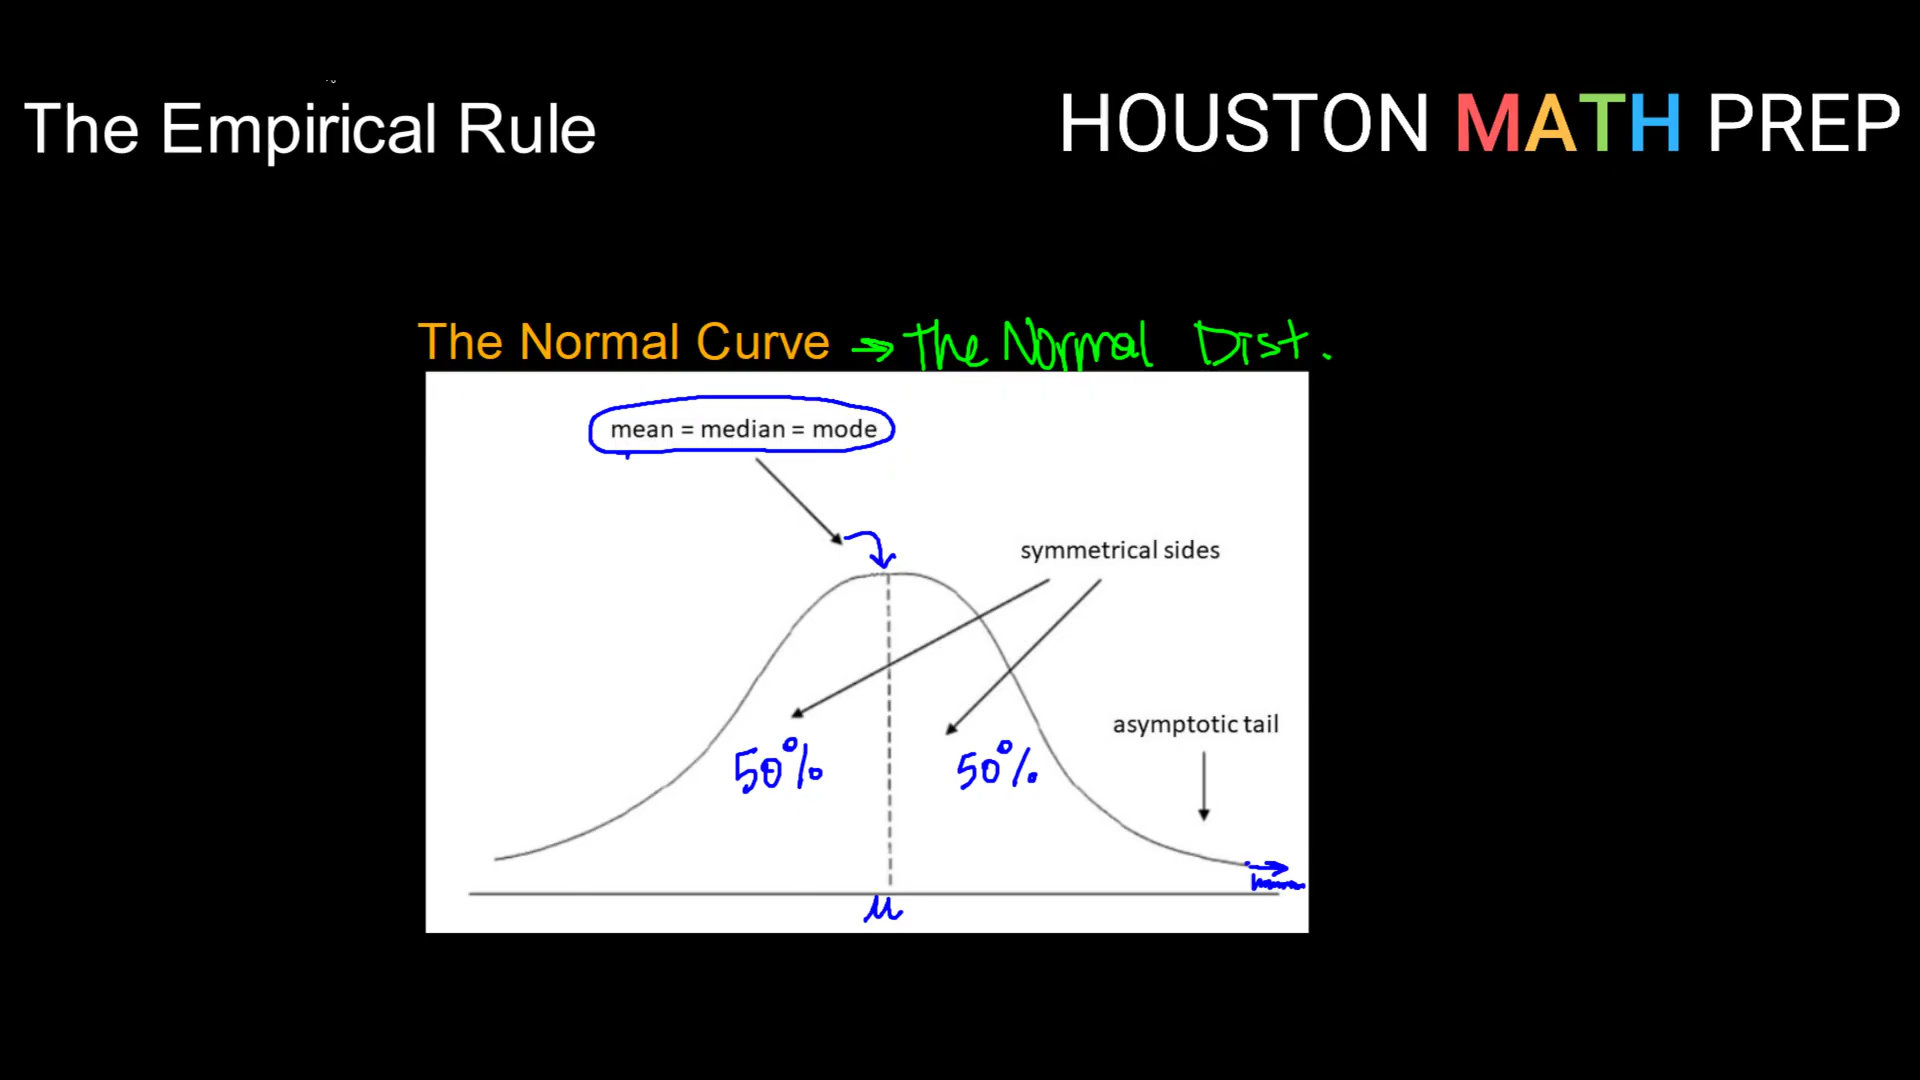 The Empirical Rule
HOUSTON MATH PREP
The Normal Curve → The Normal Dist.
mean = median = mode
symmetrical sides
asymptotic tail
50% 50%
μ